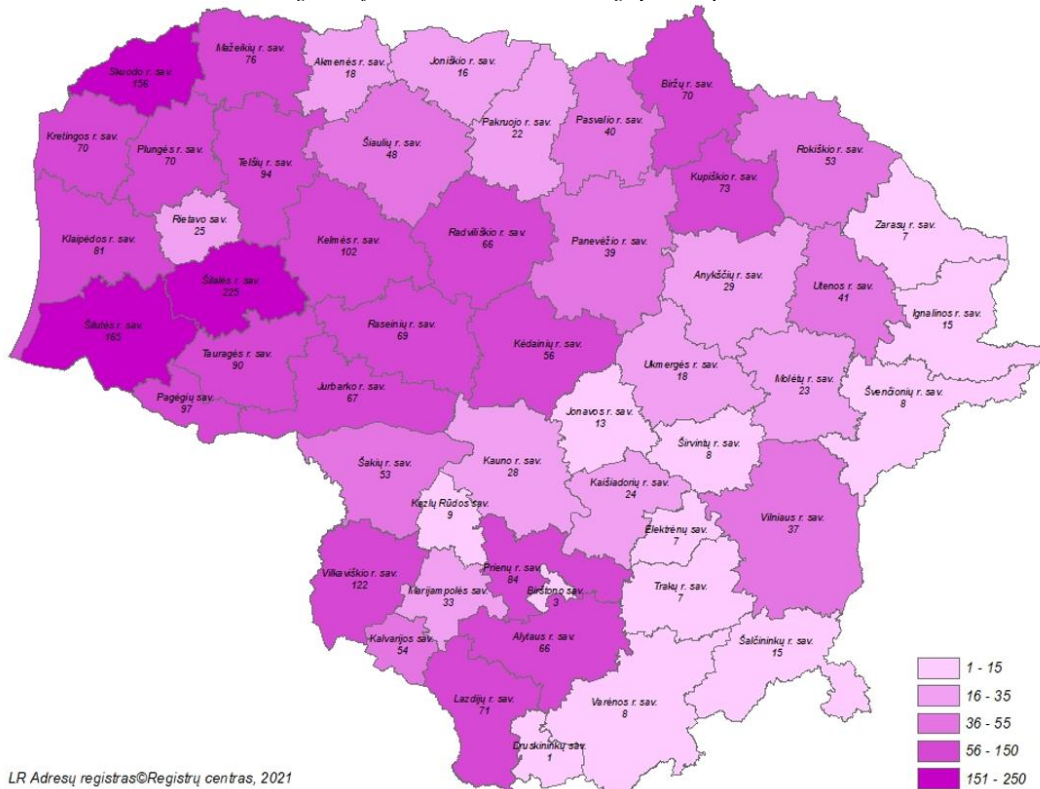 Skuodo r. sav.
156
Mažeikių r. sav.
76
Akmenės r. sav.
18
Joniškio r. sav.
16
Biržų r. sav.
70
Kretingos r. sav.
70
Plungės r. sav.
70
Telšių r. sav.
94
Šiaulių r. sav.
48
Pakruojo r. sav.
22
Pasvalio r. sav.
40
Rokiškio r. sav.
53
Kupiškio r. sav.
73
Rietavo sav.
25
Klaipėdos r. sav.
81
Kelmės r. sav.
102
Radviliškio r. sav.
66
Panevėžio r. sav.
39
Zarasų r. sav.
7
Anykščių r. sav.
29
Utenos r. sav.
41
Ignalinos r. sav.
15
Šilalės r. sav.
225
Šilutės r. sav.
165
Raseinių r. sav.
69
Tauragės r. sav.
90
Kėdainių r. sav.
56
Ukmergės r. sav.
18
Molėtų r. sav.
23
Jurbarko r. sav.
67
Pagėgių sav.
97
Švenčionių r. sav.
8
Jonavos r. sav.
13
Širvintų r. sav.
8
Šakių r. sav.
53
Kauno r. sav.
28
Kaišiadorių r. sav.
24
Kazlų Rūdos sav.
9
Vilniaus r. sav.
37
Elektrėnų sav.
7
Vilkaviškio r. sav.
122
Prienų r. sav.
84
Marijampolės sav.
33
Birštono sav.
3
Trakų r. sav.
7
Kalvarijos sav.
54
Alytaus r. sav.
66
Šalčininkų r. sav.
15
Lazdijų r. sav.
71
Varėnos r. sav.
8
Druskininkų sav.
1
1 - 15
16 - 35
36 - 55
56 - 150
151 - 250
LR Adresų registras©Registrų centras, 2021